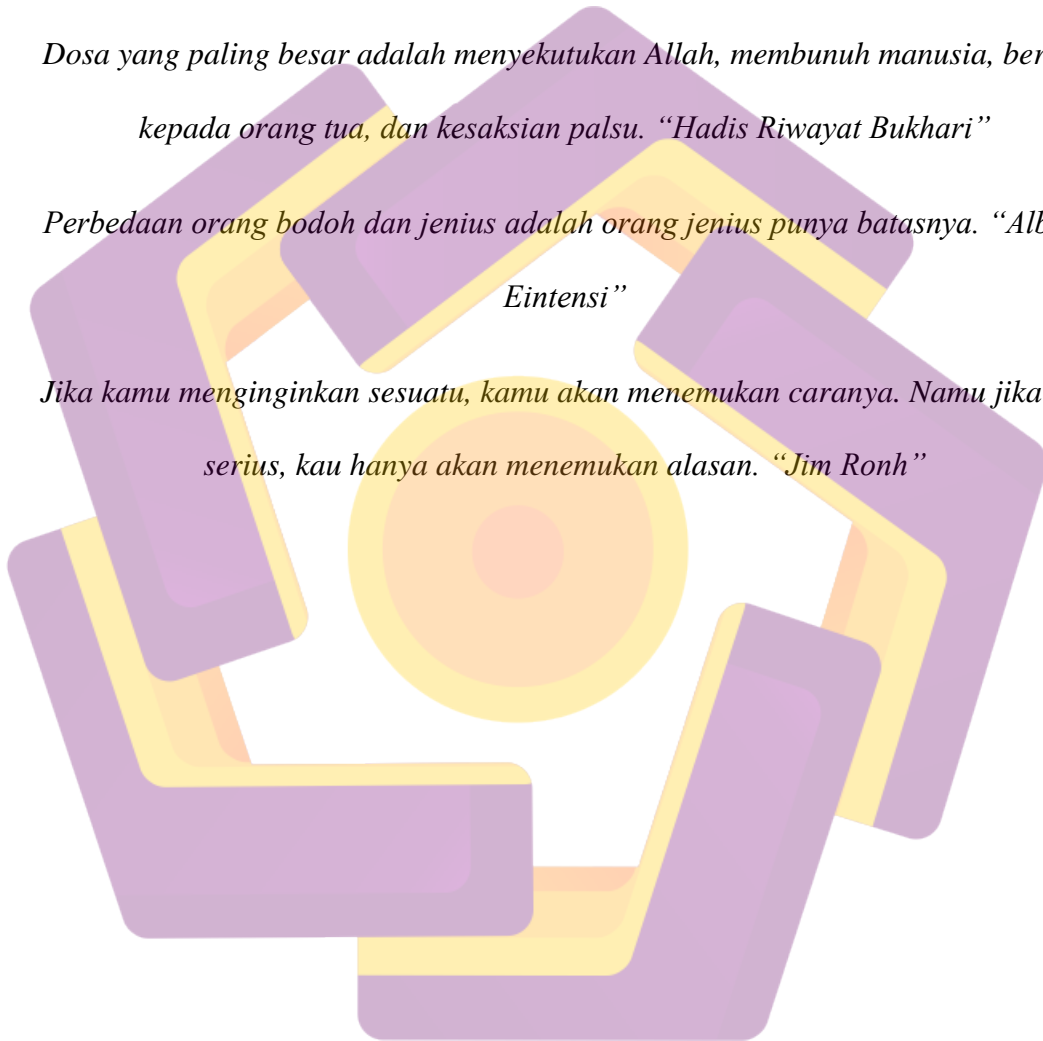 Dosa yang paling besar adalah menyekutukan Allah, membunuh manusia,
kepada orang tua, dan kesaksian palsu. “Hadis Riwayat Bukhari”
Perbedaan orang bodoh dan jenius adalah orang jenius punya batasnya.
Eintensi”
Jika kamu menginginkan sesuatu, kamu akan menemukan caranya. Namu jika
serius, kau hanya akan menemukan alasan. “Jim Ronh”